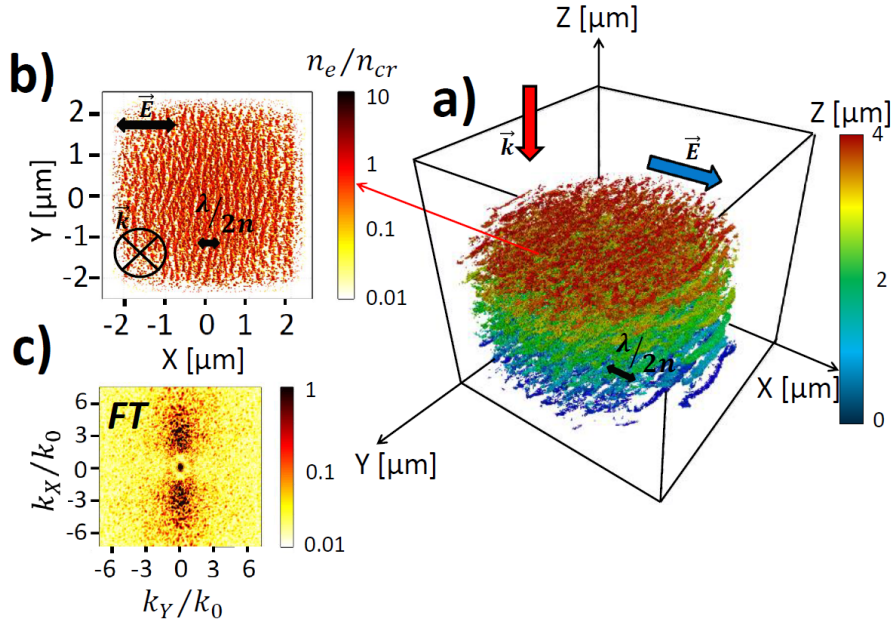 b)
n_e/n_cr
10
1
0.1
0.01
Y [µm]
2
1
0
-1
-2
E⃗
k⃗
λ/2n
-2 -1 0 1 2
X [µm]
c)
FT
k_X/k_0
6
3
0
-3
-6
-6 -3 0 3 6
k_Y/k_0
1
0.1
0.01
a)
Z [µm]
k⃗
E⃗
λ/2n
X [µm]
Y [µm]
Z [µm]
4
2
0